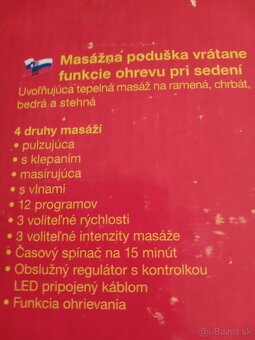 Masážna poduška vrátane
funkcie ohrevu pri sedení
Uvoľňujúca tepelná masáž na ramená, chrbát,
bedrá a stehná
4 druhy masáží
• pulzujúca
• s klepaním
• masírujúca
• s vlnami
• 12 programov
• 3 voliteľné rýchlosti
• 3 voliteľné intenzity masáže
• Časový spínač na 15 minút
• Obslužný regulátor s kontrolkou
LED pripojený káblom
• Funkcia ohrievania
Bazos.sk